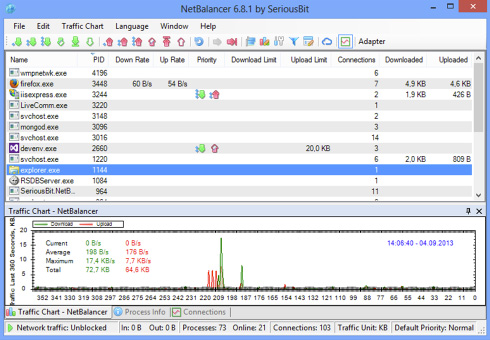 NetBalancer 6.8.1 by SeriousBit
File Edit Traffic Chart Language Window Help
Adapter
Name PID Down Rate Up Rate Priority Download Limit Upload Limit Connections Downloaded Uploaded
wmpnetwk.exe 4196 6
firefox.exe 3448 60 B/s 54 B/s 7 4,9 KB 4,6 KB
iisexpress.exe 3244 2 1,9 KB 426 B
LiveComm.exe 3220 1
svchost.exe 3148 2
mongod.exe 3096 3
svchost.exe 3016 14
devenv.exe 2660 20,0 KB 3
svchost.exe 1220 6 2,0 KB 809 B
explorer.exe 1144 1
RSDBServer.exe 1084 1
SeriousBit.NetB... 964 11
Traffic Chart - NetBalancer
Download Upload
Traffic Last 360 Seconds, KB
20
15
10
5
0
Current 0 B/s 0 B/s
Average 198 B/s 176 B/s
Maximum 17,4 KB/s 7,7 KB/s
Total 72,7 KB 64,6 KB
14:06:40 - 04.09.2013
352 341 330 319 308 297 286 275 264 253 242 231 220 209 198 187 176 165 154 143 132 121 110 99 88 77 66 55 44 33 22 11 0
Traffic Chart - NetBalancer Process Info Connections
Network traffic: Unblocked In: 0 B Out: 0 B Processes: 73 Online: 21 Connections: 103 Traffic Unit: KB Default Priority: Normal